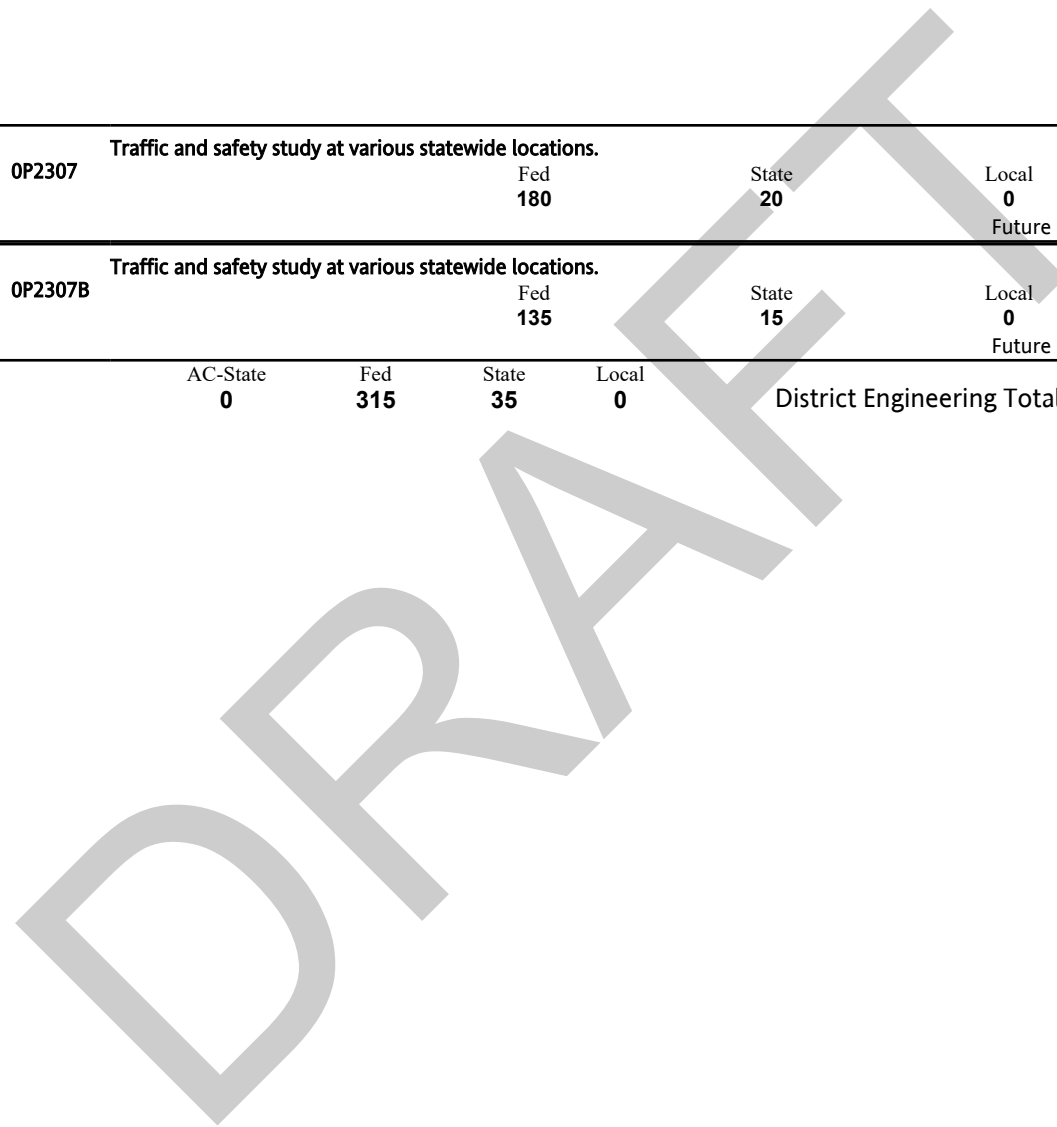 Traffic and safety study at various statewide locations.
0P2307
Fed State Local
180 20 0
Future
Traffic and safety study at various statewide locations.
0P2307B
Fed State Local
135 15 0
Future
AC-State Fed State Local
0 315 35 0 District Engineering Total
DRAFT